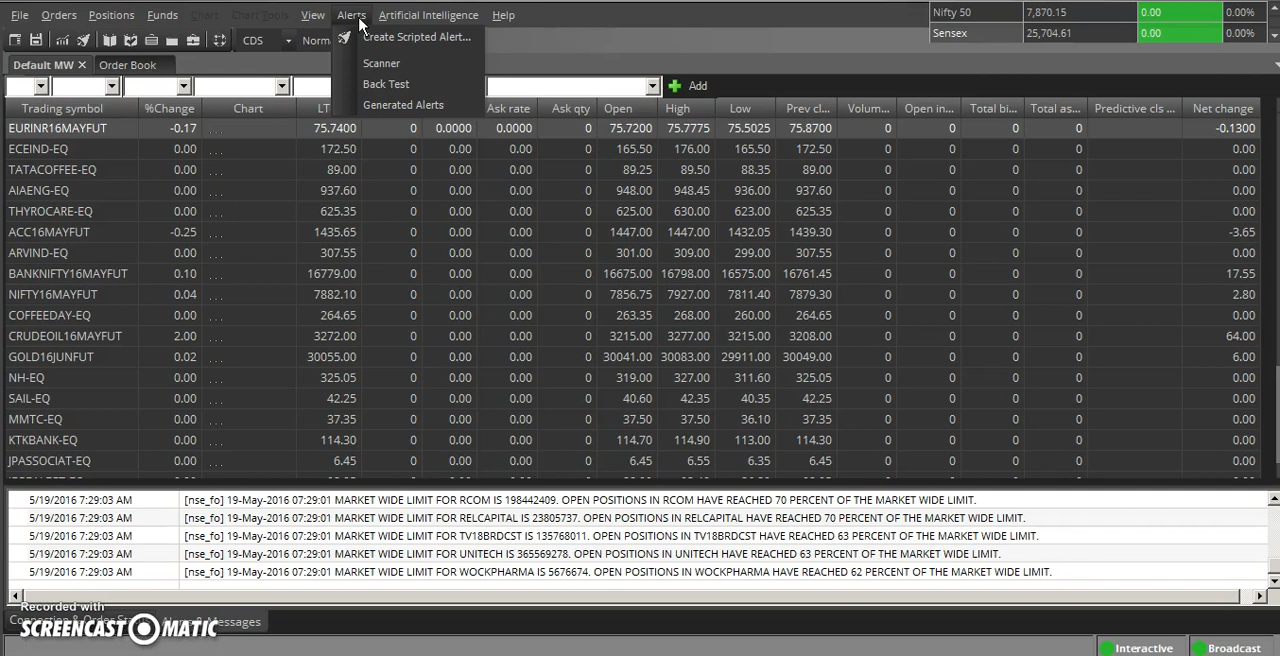 File Orders Positions Funds Chart Chart Tools View Alerts Artificial Intelligence Help
Nifty 50 7,870.15 0.00 0.00%
Sensex 25,704.61 0.00 0.00%
CDS Norm
Create Scripted Alert...
Scanner
Back Test
Generated Alerts
Default MW Order Book
Add
Trading symbol %Change Chart LT Ask rate Ask qty Open High Low Prev cl... Volum... Open in... Total bi... Total as... Predictive cls ... Net change
EURINR16MAYFUT -0.17 ... 75.7400 0 0.0000 0.0000 0 75.7200 75.7775 75.5025 75.8700 0 0 0 0 -0.1300
ECEIND-EQ 0.00 ... 172.50 0 0.00 0.00 0 165.50 176.00 165.50 172.50 0 0 0 0 0.00
TATACOFFEE-EQ 0.00 ... 89.00 0 0.00 0.00 0 89.25 89.50 88.35 89.00 0 0 0 0 0.00
AIAENG-EQ 0.00 ... 937.60 0 0.00 0.00 0 948.00 948.45 936.00 937.60 0 0 0 0 0.00
THYROCARE-EQ 0.00 ... 625.35 0 0.00 0.00 0 625.00 630.00 623.00 625.35 0 0 0 0 0.00
ACC16MAYFUT -0.25 ... 1435.65 0 0.00 0.00 0 1447.00 1447.00 1432.05 1439.30 0 0 0 0 -3.65
ARVIND-EQ 0.00 ... 307.55 0 0.00 0.00 0 301.00 309.00 299.00 307.55 0 0 0 0 0.00
BANKNIFTY16MAYFUT 0.10 ... 16779.00 0 0.00 0.00 0 16675.00 16798.00 16575.00 16761.45 0 0 0 0 17.55
NIFTY16MAYFUT 0.04 ... 7882.10 0 0.00 0.00 0 7856.75 7927.00 7811.40 7879.30 0 0 0 0 2.80
COFFEEDAY-EQ 0.00 ... 264.65 0 0.00 0.00 0 263.35 268.00 260.00 264.65 0 0 0 0 0.00
CRUDEOIL16MAYFUT 2.00 ... 3272.00 0 0.00 0.00 0 3215.00 3277.00 3215.00 3208.00 0 0 0 0 64.00
GOLD16JUNFUT 0.02 ... 30055.00 0 0.00 0.00 0 30041.00 30083.00 29911.00 30049.00 0 0 0 0 6.00
NH-EQ 0.00 ... 325.05 0 0.00 0.00 0 319.00 327.00 311.60 325.05 0 0 0 0 0.00
SAIL-EQ 0.00 ... 42.25 0 0.00 0.00 0 40.60 42.35 40.35 42.25 0 0 0 0 0.00
MMTC-EQ 0.00 ... 37.35 0 0.00 0.00 0 37.50 37.50 36.10 37.35 0 0 0 0 0.00
KTKBANK-EQ 0.00 ... 114.30 0 0.00 0.00 0 114.70 114.90 113.00 114.30 0 0 0 0 0.00
JPASSOCIAT-EQ 0.00 ... 6.45 0 0.00 0.00 0 6.45 6.55 6.35 6.45 0 0 0 0 0.00
5/19/2016 7:29:03 AM [nse_fo] 19-May-2016 07:29:01 MARKET WIDE LIMIT FOR RCOM IS 198442409. OPEN POSITIONS IN RCOM HAVE REACHED 70 PERCENT OF THE MARKET WIDE LIMIT.
5/19/2016 7:29:03 AM [nse_fo] 19-May-2016 07:29:01 MARKET WIDE LIMIT FOR RELCAPITAL IS 23805737. OPEN POSITIONS IN RELCAPITAL HAVE REACHED 70 PERCENT OF THE MARKET WIDE LIMIT.
5/19/2016 7:29:03 AM [nse_fo] 19-May-2016 07:29:01 MARKET WIDE LIMIT FOR TV18BRDCST IS 135768011. OPEN POSITIONS IN TV18BRDCST HAVE REACHED 63 PERCENT OF THE MARKET WIDE LIMIT.
5/19/2016 7:29:03 AM [nse_fo] 19-May-2016 07:29:01 MARKET WIDE LIMIT FOR UNITECH IS 365569278. OPEN POSITIONS IN UNITECH HAVE REACHED 63 PERCENT OF THE MARKET WIDE LIMIT.
5/19/2016 7:29:03 AM [nse_fo] 19-May-2016 07:29:01 MARKET WIDE LIMIT FOR WOCKPHARMA IS 5676674. OPEN POSITIONS IN WOCKPHARMA HAVE REACHED 62 PERCENT OF THE MARKET WIDE LIMIT.
Recorded with
Connection & Order & Messages
SCREENCAST-O-MATIC
Interactive Broadcast